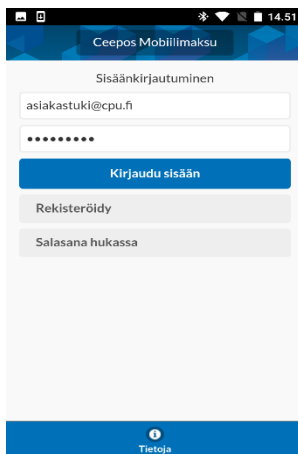 14.51
Ceepos Mobiilimaksu
Sisäänkirjautuminen
asiakastuki@cpu.fi
•••••••••
Kirjaudu sisään
Rekisteröidy
Salasana hukassa
Tietoja